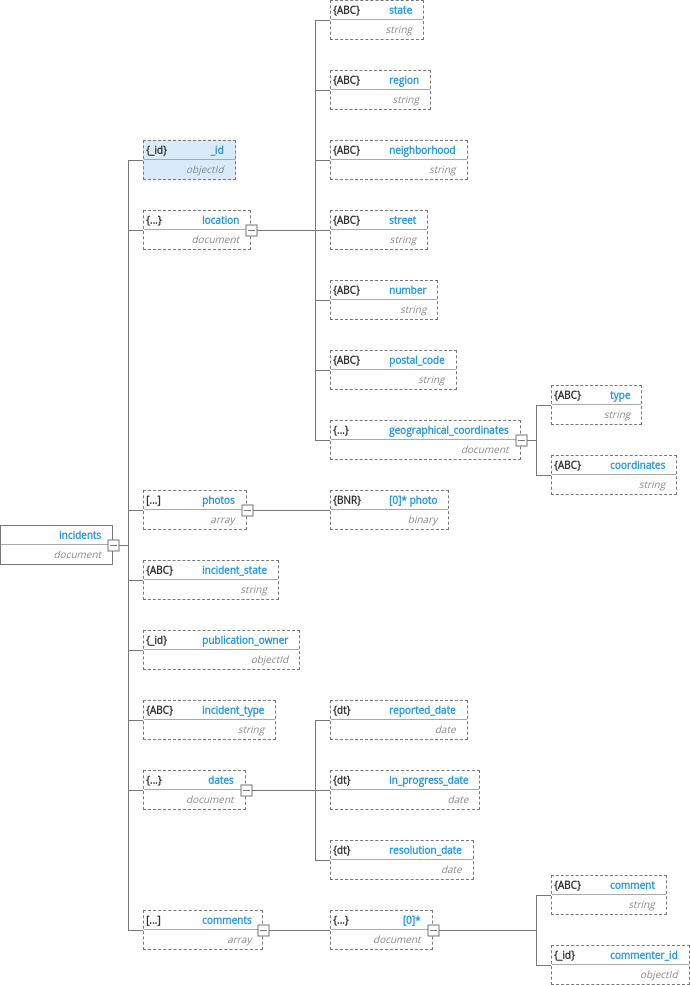 {ABC} state
string
{ABC} region
string
{_id} _id
objectId
{ABC} neighborhood
string
{...} location
document
{ABC} street
string
{ABC} number
string
{ABC} postal_code
string
{...} geographical_coordinates
document
{ABC} type
string
{ABC} coordinates
string
[...] photos
array
{BNR} [0]* photo
binary
incidents
document
{ABC} incident_state
string
{_id} publication_owner
objectId
{ABC} incident_type
string
{dt} reported_date
date
{...} dates
document
{dt} in_progress_date
date
{dt} resolution_date
date
[...] comments
array
{...} [0]*
document
{ABC} comment
string
{_id} commenter_id
objectId